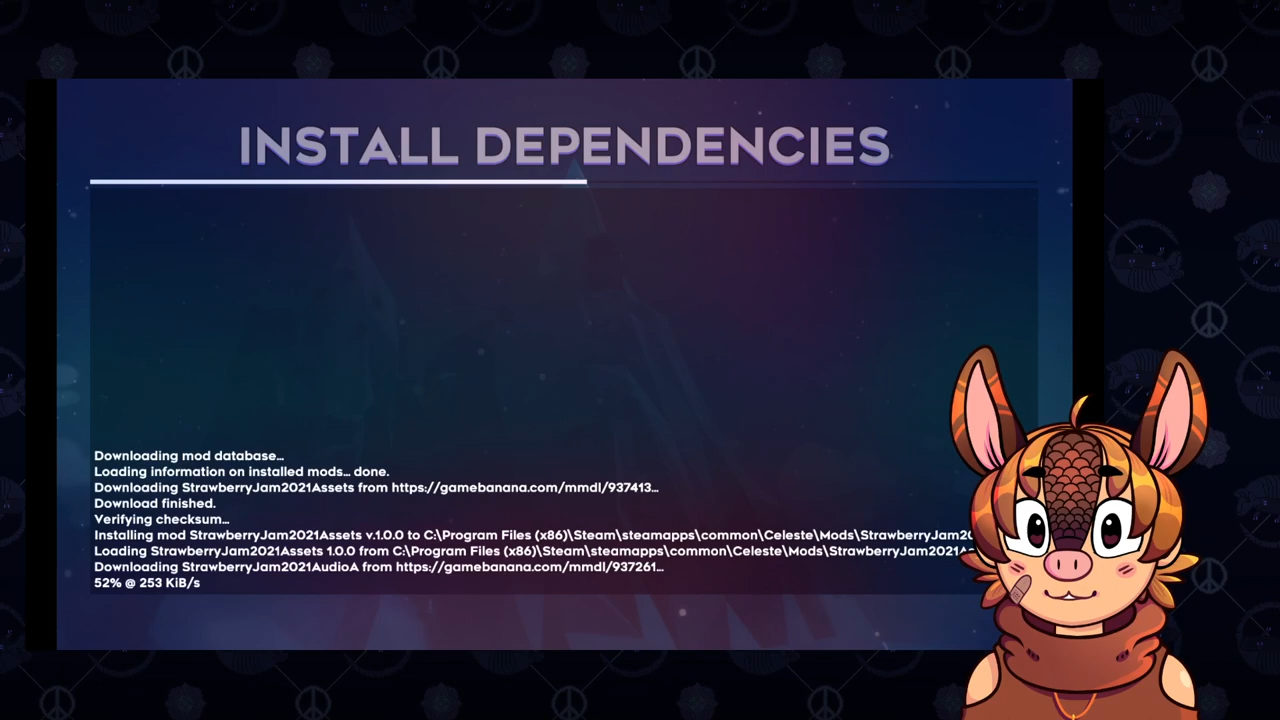 INSTALL DEPENDENCIES
Downloading mod database...
Loading information on installed mods... done.
Downloading StrawberryJam2021Assets from https://gamebanana.com/mmdl/937413...
Download finished.
Verifying checksum...
Installing mod StrawberryJam2021Assets v.1.0.0 to C:\Program Files (x86)\Steam\steamapps\common\Celeste\Mods\StrawberryJam20
Loading StrawberryJam2021Assets 1.0.0 from C:\Program Files (x86)\Steam\steamapps\common\Celeste\Mods\StrawberryJam2021A
Downloading StrawberryJam2021AudioA from https://gamebanana.com/mmdl/937261...
52% @ 253 KiB/s